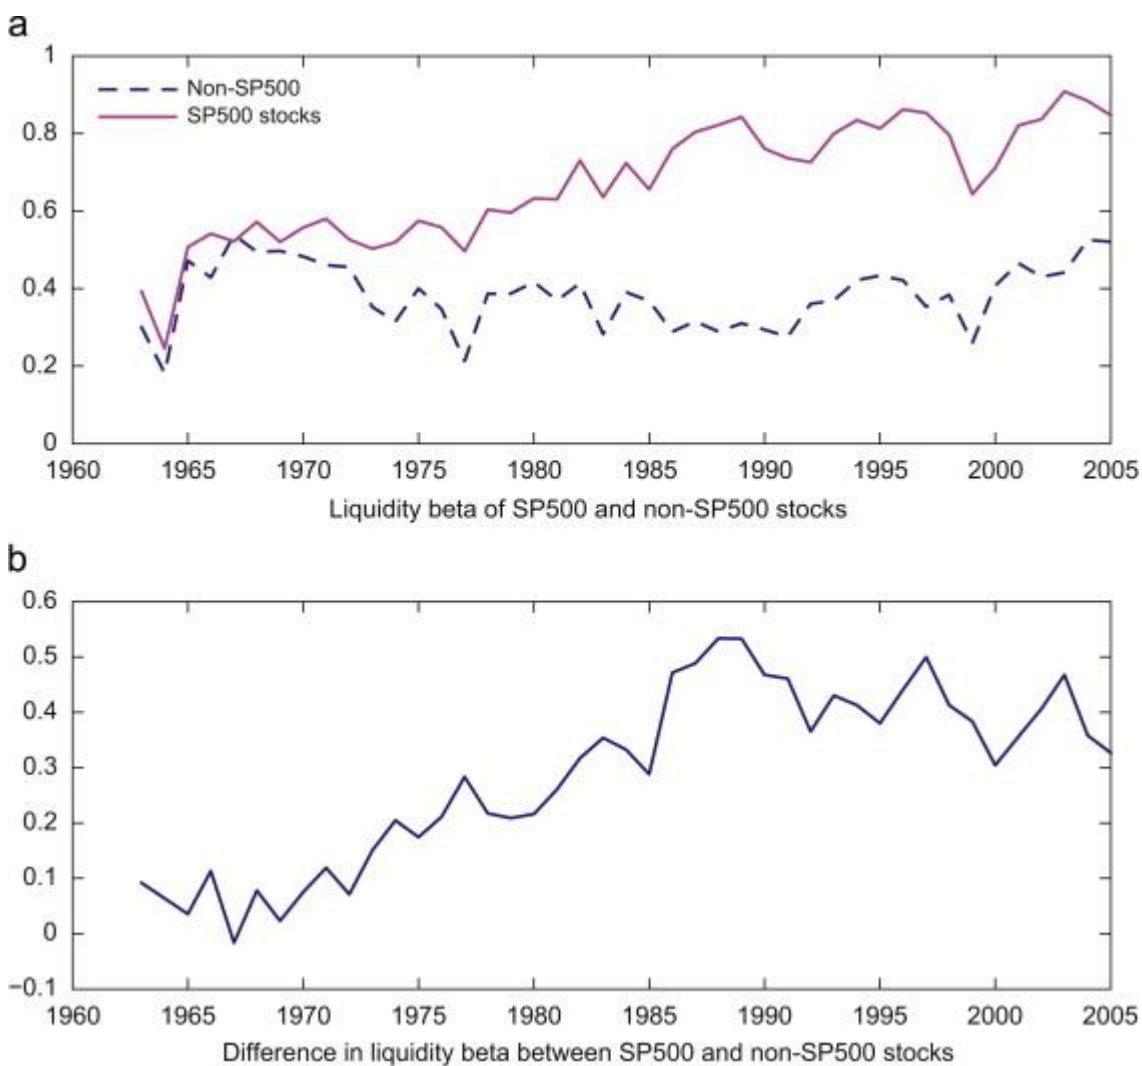 a
1
Non-SP500
SP500 stocks
0.8
0.6
0.4
0.2
0
1960 1965 1970 1975 1980 1985 1990 1995 2000 2005
Liquidity beta of SP500 and non-SP500 stocks
b
0.6
0.5
0.4
0.3
0.2
0.1
0
−0.1
1960 1965 1970 1975 1980 1985 1990 1995 2000 2005
Difference in liquidity beta between SP500 and non-SP500 stocks